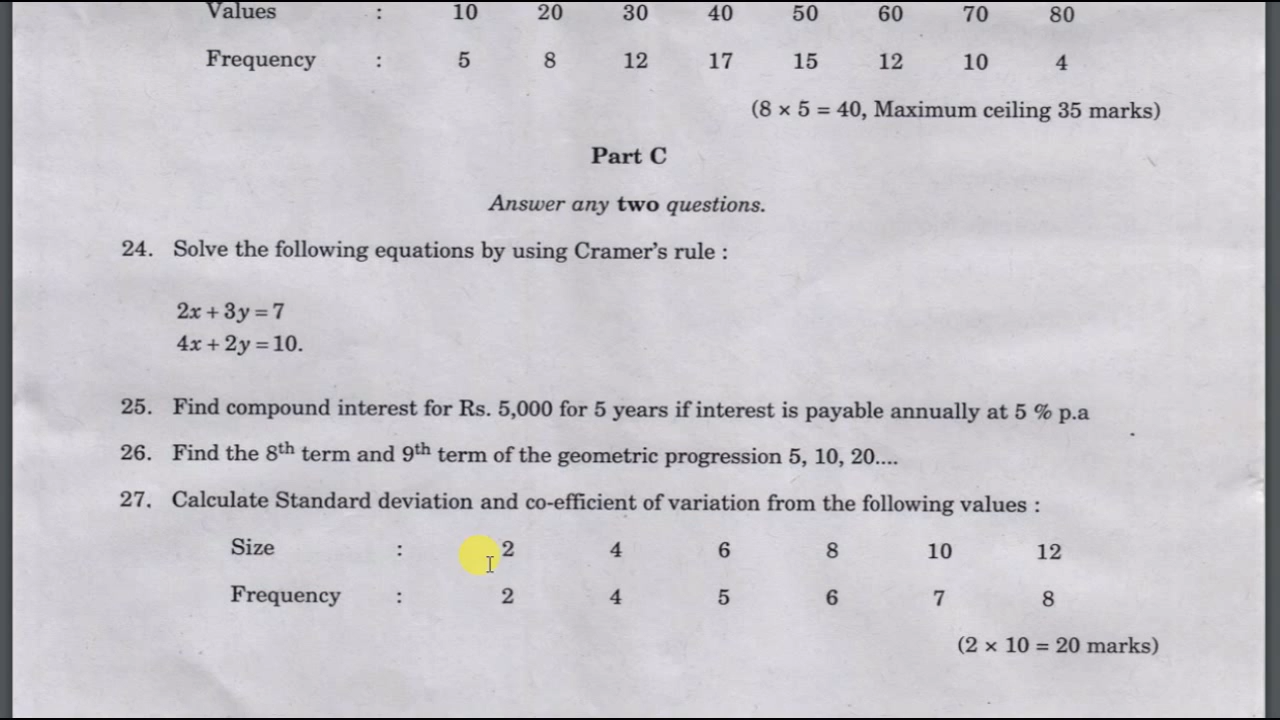 Values : 10 20 30 40 50 60 70 80
Frequency : 5 8 12 17 15 12 10 4
(8 × 5 = 40, Maximum ceiling 35 marks)
Part C
Answer any two questions.
24. Solve the following equations by using Cramer's rule :
2x + 3y = 7
4x + 2y = 10.
25. Find compound interest for Rs. 5,000 for 5 years if interest is payable annually at 5 % p.a
26. Find the 8th term and 9th term of the geometric progression 5, 10, 20....
27. Calculate Standard deviation and co-efficient of variation from the following values :
Size : 2 4 6 8 10 12
Frequency : 2 4 5 6 7 8
(2 × 10 = 20 marks)